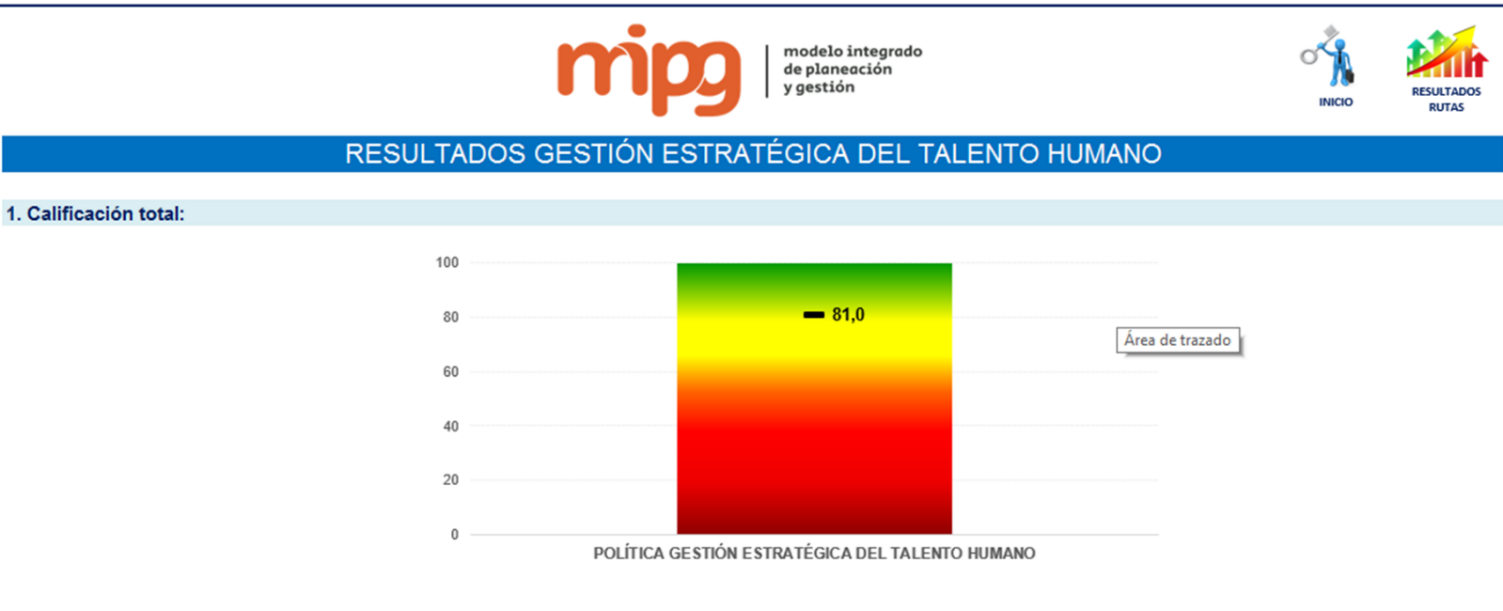 mipg
modelo integrado
de planeación
y gestión
INICIO
RESULTADOS
RUTAS
RESULTADOS GESTIÓN ESTRATÉGICA DEL TALENTO HUMANO
1. Calificación total:
100
80
60
40
20
0
81,0
Área de trazado
POLÍTICA GESTIÓN ESTRATÉGICA DEL TALENTO HUMANO